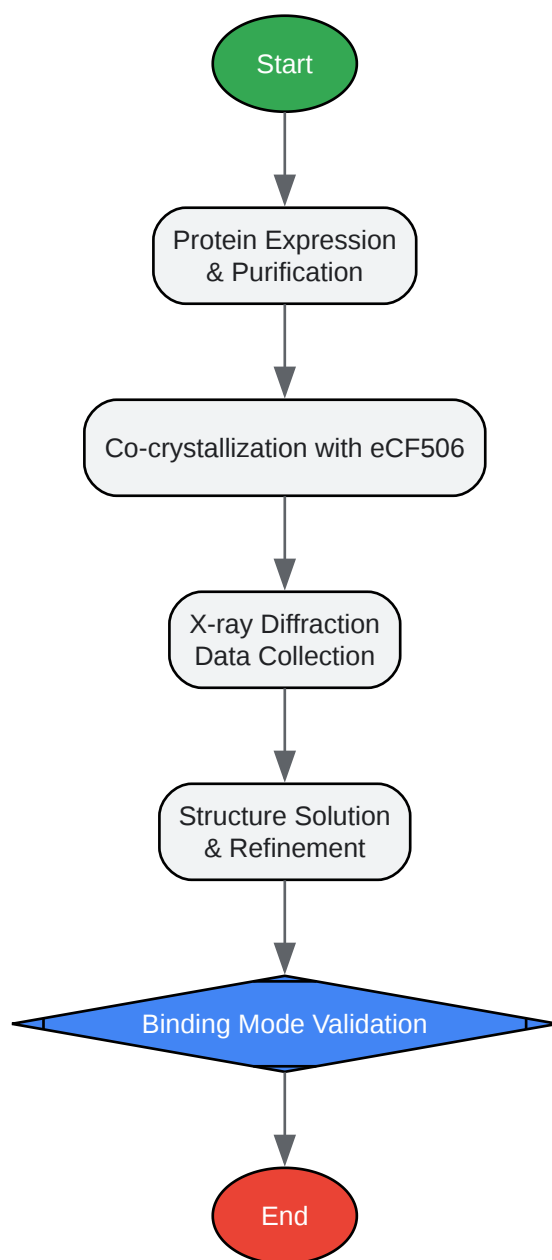 Start
Protein Expression
& Purification
Co-crystallization with eCF506
X-ray Diffraction
Data Collection
Structure Solution
& Refinement
Binding Mode Validation
End